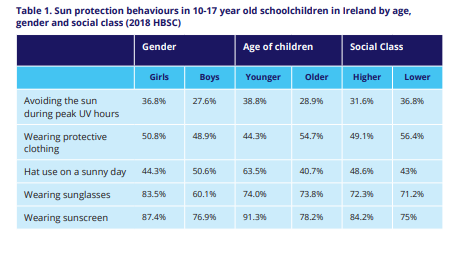 Table 1. Sun protection behaviours in 10-17 year old schoolchildren in Ireland by age,
gender and social class (2018 HBSC)
Gender Age of children Social Class
Girls Boys Younger Older Higher Lower
Avoiding the sun 36.8% 27.6% 38.8% 28.9% 31.6% 36.8%
during peak UV hours
Wearing protective 50.8% 48.9% 44.3% 54.7% 49.1% 56.4%
clothing
Hat use on a sunny day 44.3% 50.6% 63.5% 40.7% 48.6% 43%
Wearing sunglasses 83.5% 60.1% 74.0% 73.8% 72.3% 71.2%
Wearing sunscreen 87.4% 76.9% 91.3% 78.2% 84.2% 75%